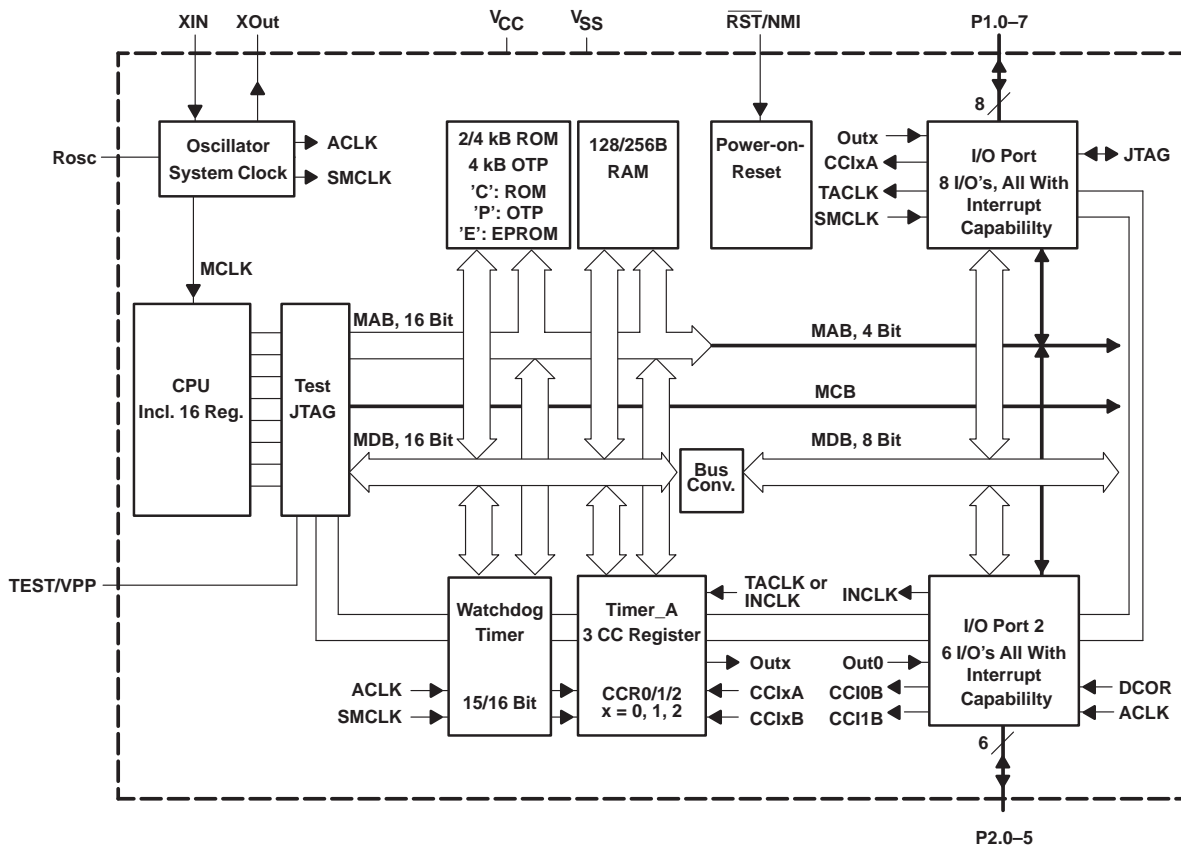 XIN
XOut
VCC
VSS
RST/NMI
P1.0–7
8
Rosc
Oscillator
System Clock
ACLK
SMCLK
2/4 kB ROM
4 kB OTP
'C': ROM
'P': OTP
'E': EPROM
128/256B
RAM
Power-on-
Reset
Outx
CCIxA
TACLK
SMCLK
I/O Port
8 I/O's, All With
Interrupt
Capabililty
JTAG
MCLK
CPU
Incl. 16 Reg.
Test
JTAG
MAB, 16 Bit
MAB, 4 Bit
MCB
MDB, 16 Bit
MDB, 8 Bit
Bus
Conv.
TEST/VPP
Watchdog
Timer
15/16 Bit
ACLK
SMCLK
Timer_A
3 CC Register
CCR0/1/2
x = 0, 1, 2
TACLK or
INCLK
Outx
CCIxA
CCIxB
INCLK
Out0
CCI0B
CCI1B
I/O Port 2
6 I/O's All With
Interrupt
Capabililty
DCOR
ACLK
6
P2.0–5